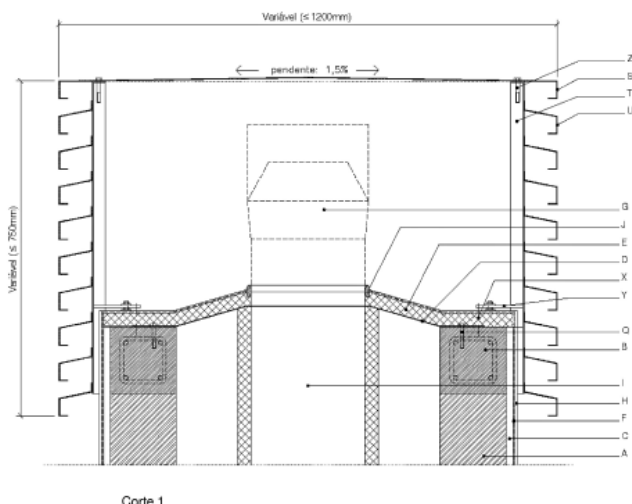 Variável (≤ 1200mm)
pendente: 1,5%
Variável (≤ 750mm)
Z
S
T
U
G
J
E
D
X
Y
Q
B
I
H
F
C
A
Corte 1